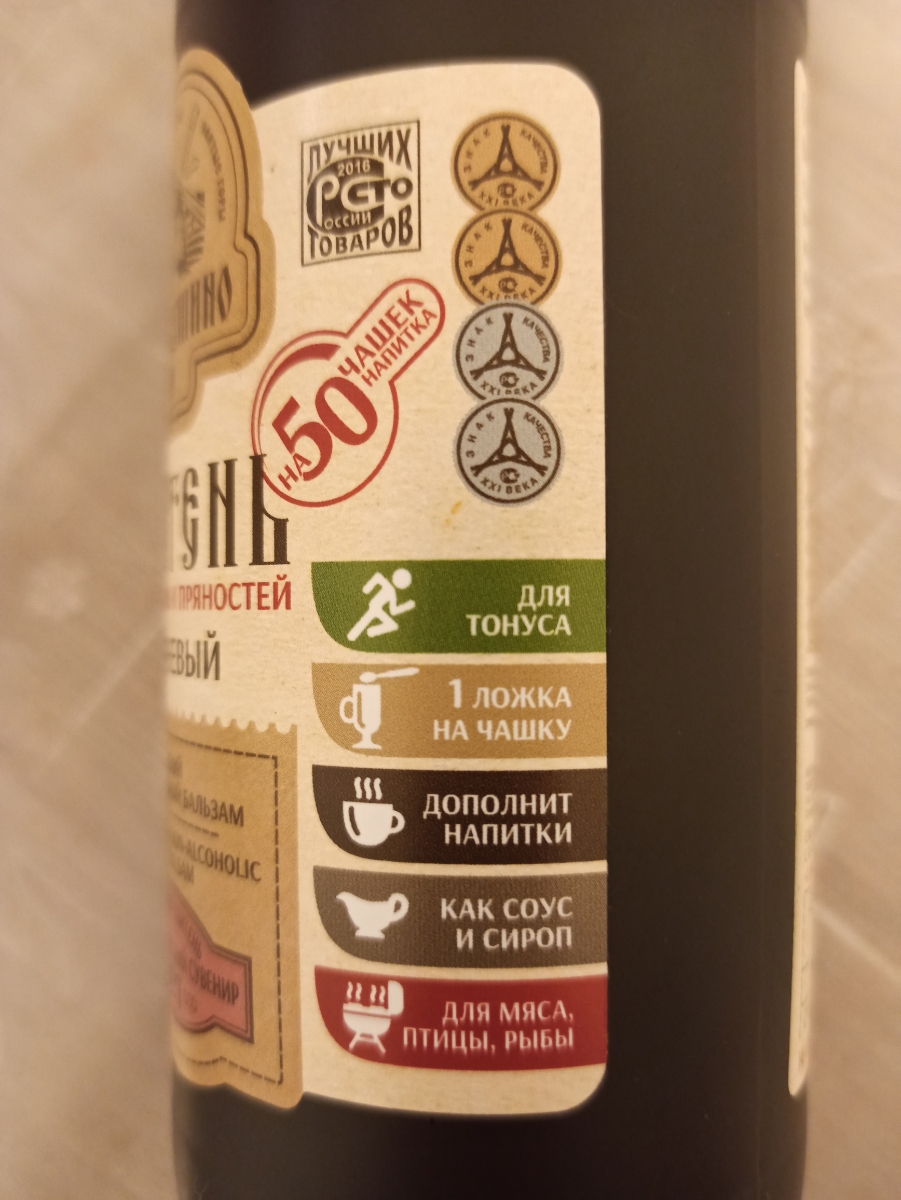 ЛУЧШИХ
2016
СТО
РОССИИ
ТОВАРОВ
ЗНАК КАЧЕСТВА
XXI ВЕКА
ЗНАК КАЧЕСТВА
XXI ВЕКА
ЗНАК КАЧЕСТВА
XXI ВЕКА
ЗНАК КАЧЕСТВА
XXI ВЕКА
НА 50 ЧАШЕК
НАПИТКА
ПРЯНОСТЕЙ
ДЛЯ
ТОНУСА
1 ЛОЖКА
НА ЧАШКУ
ДОПОЛНИТ
НАПИТКИ
КАК СОУС
И СИРОП
ДЛЯ МЯСА,
ПТИЦЫ, РЫБЫ
БАЛЬЗАМ
-ALCOHOLIC
СУВЕНИР